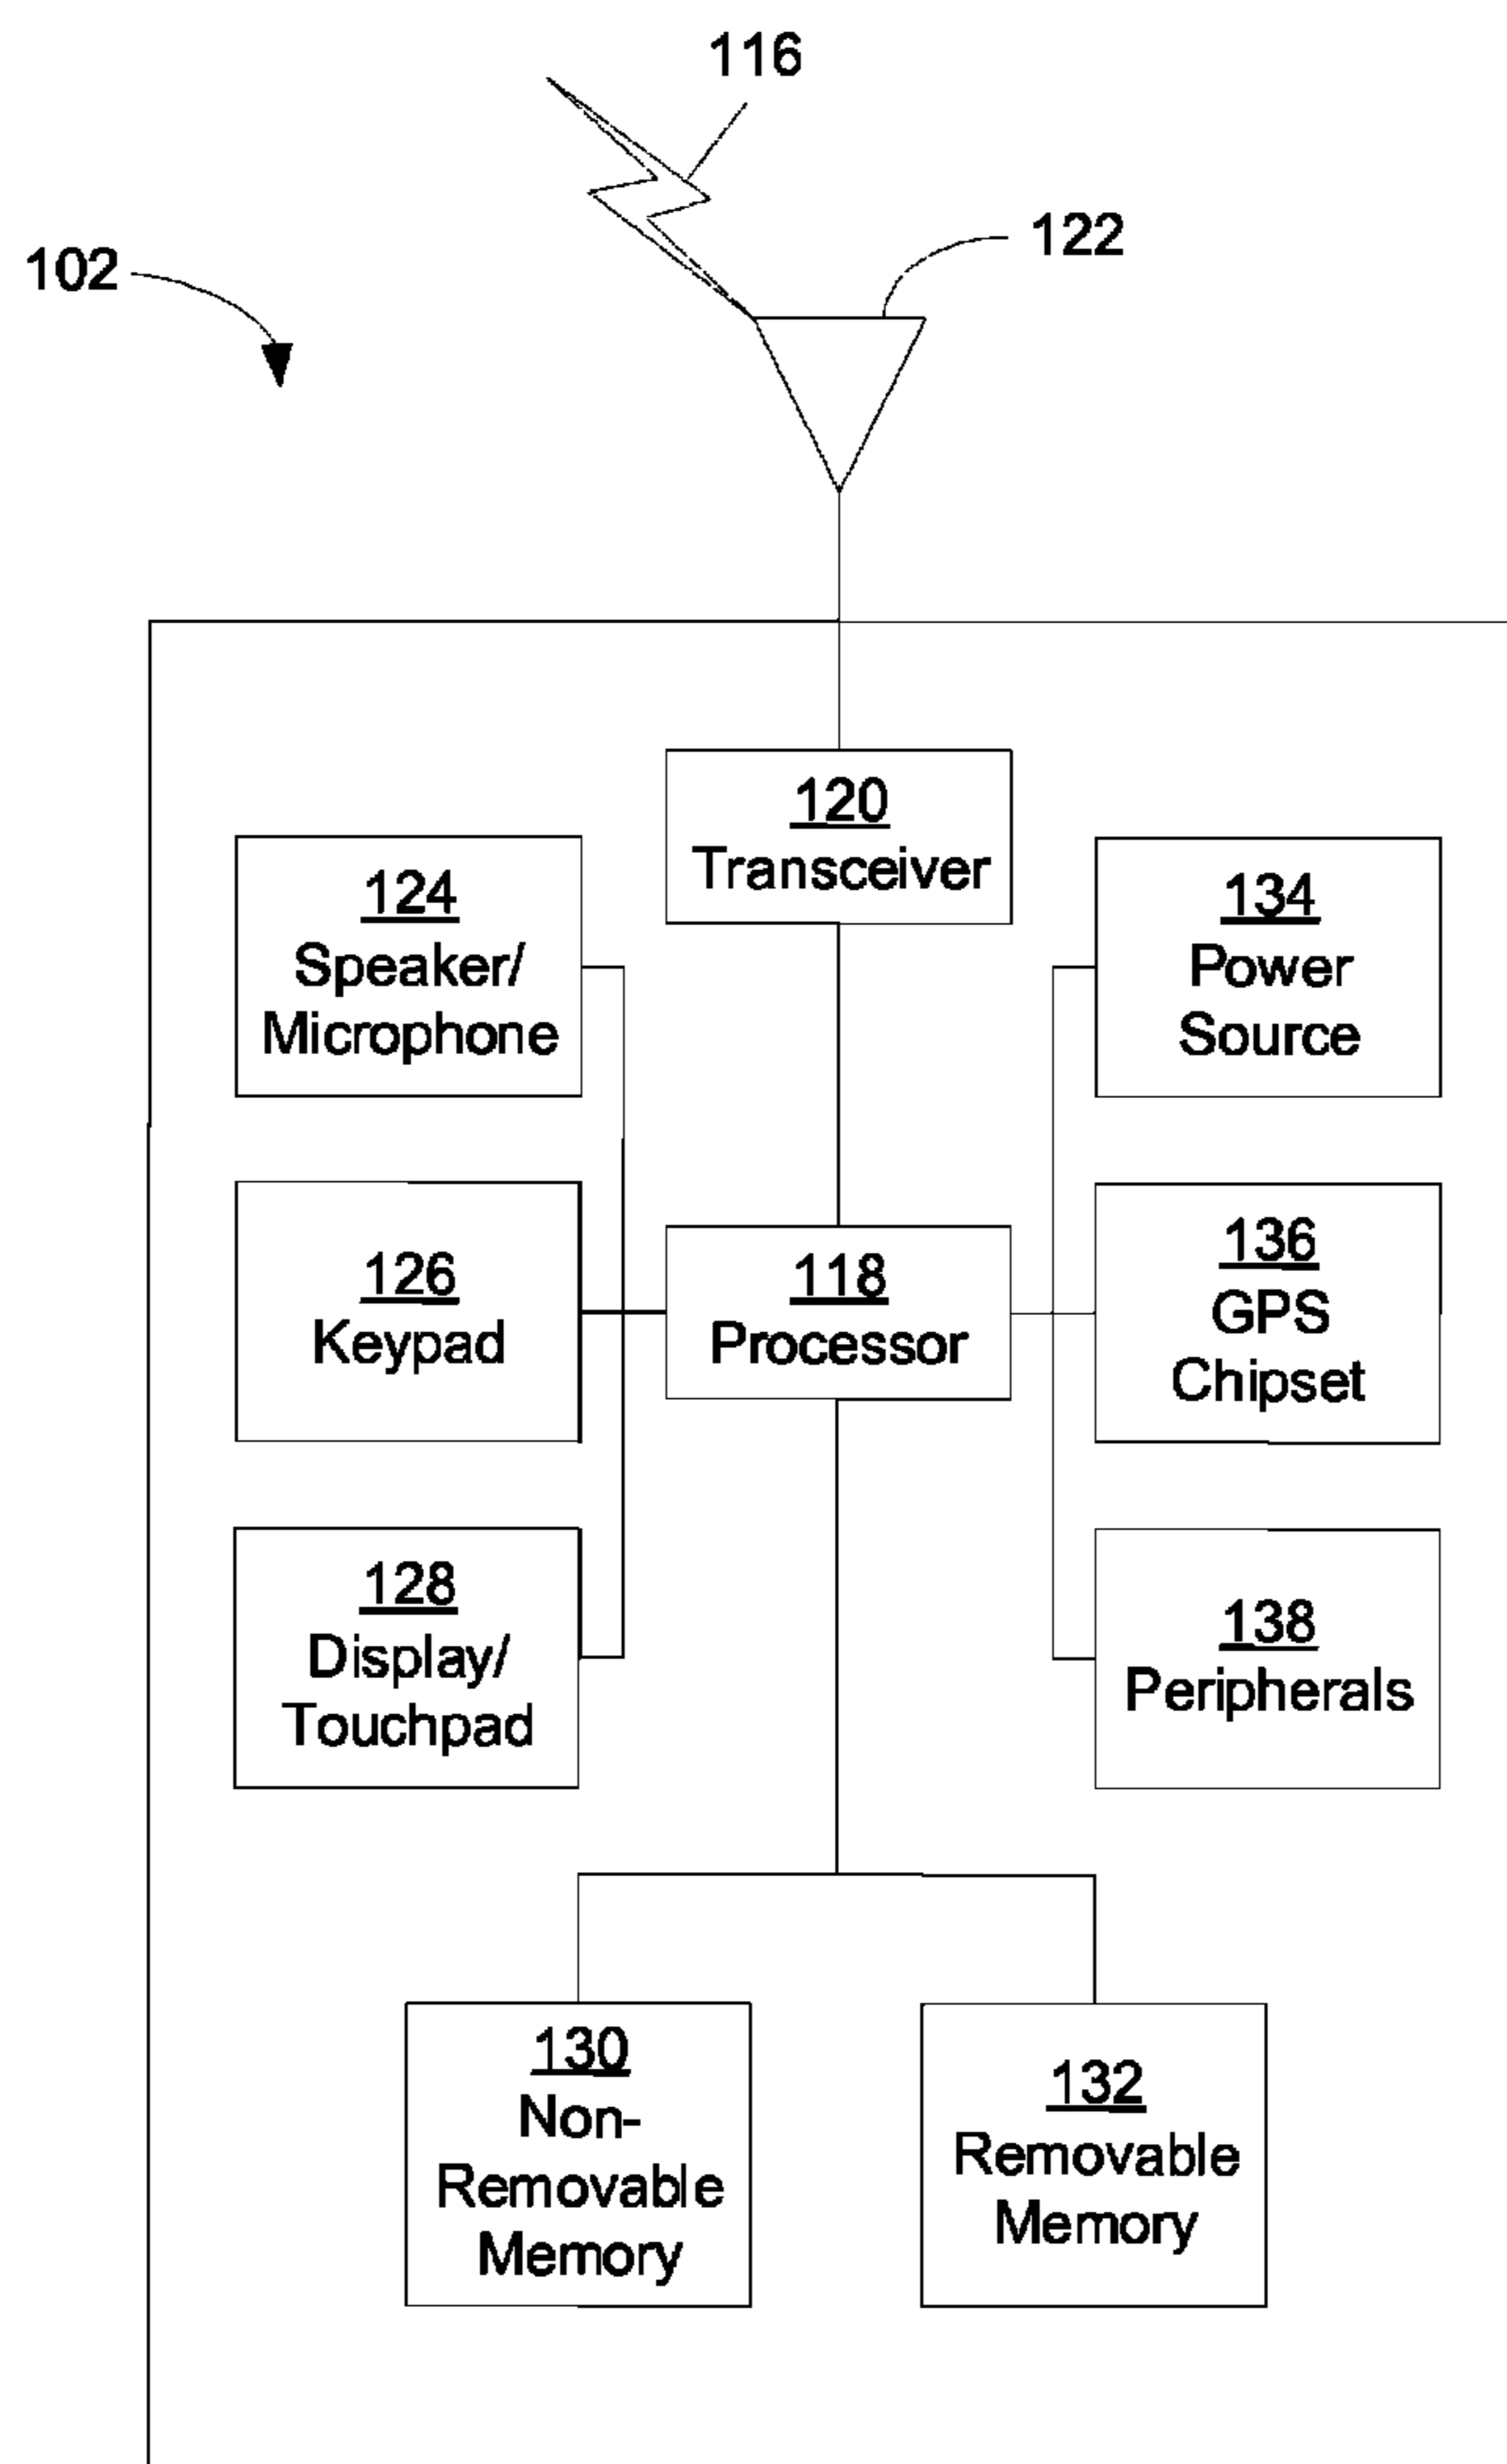 116
122
102
120
Transceiver
124
Speaker/
Microphone
134
Power
Source
126
Keypad
118
Processor
136
GPS
Chipset
128
Display/
Touchpad
138
Peripherals
130
Non-
Removable
Memory
132
Removable
Memory